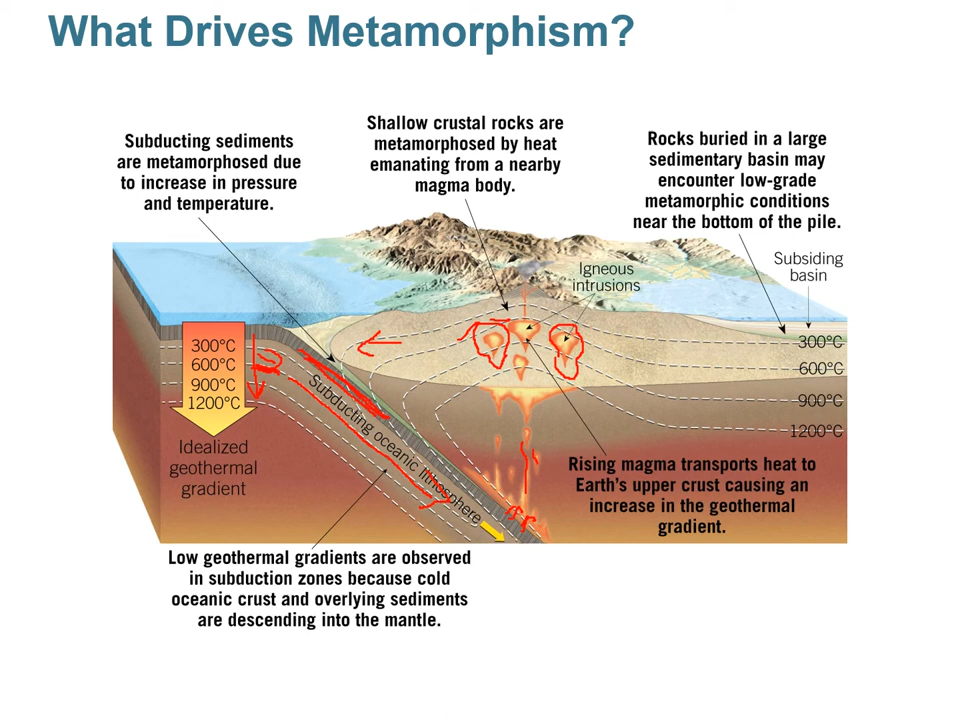 What Drives Metamorphism?
Subducting sediments
are metamorphosed due
to increase in pressure
and temperature.
Shallow crustal rocks are
metamorphosed by heat
emanating from a nearby
magma body.
Rocks buried in a large
sedimentary basin may
encounter low-grade
metamorphic conditions
near the bottom of the pile.
Igneous
intrusions
Subsiding
basin
300°C
600°C
900°C
1200°C
Idealized
geothermal
gradient
Subducting oceanic lithosphere
300°C
600°C
900°C
1200°C
Rising magma transports heat to
Earth's upper crust causing an
increase in the geothermal
gradient.
Low geothermal gradients are observed
in subduction zones because cold
oceanic crust and overlying sediments
are descending into the mantle.